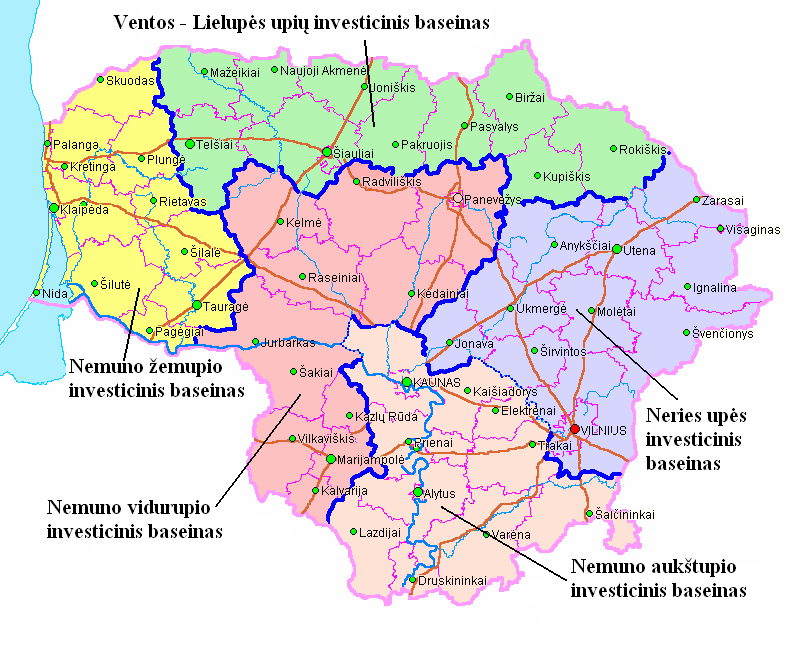 Ventos - Lielupės upių investicinis baseinas
Skuodas
Mažeikiai
Naujoji Akmenė
Joniškis
Biržai
Palanga
Plungė
Kretinga
Telšiai
Šiauliai
Pakruojis
Pasvalys
Rokiškis
Kupiškis
Radviliškis
Panevėžys
Klaipėda
Rietavas
Kelmė
Zarasai
Visaginas
Anykščiai
Utena
Šilalė
Raseiniai
Kėdainiai
Ignalina
Nida
Šilutė
Tauragė
Ukmergė
Molėtai
Pagėgiai
Jurbarkas
Jonava
Širvintos
Švenčionys
Nemuno žemupio
investicinis baseinas
Šakiai
KAUNAS
Kaišiadorys
Elektrėnai
Kazlų Rūda
Vilkaviškis
Prienai
Trakai
VILNIUS
Neries upės
investicinis
baseinas
Marijampolė
Kalvarija
Alytus
Nemuno vidurupio
investicinis baseinas
Lazdijai
Varėna
Šalčininkai
Druskininkai
Nemuno aukštupio
investicinis baseinas